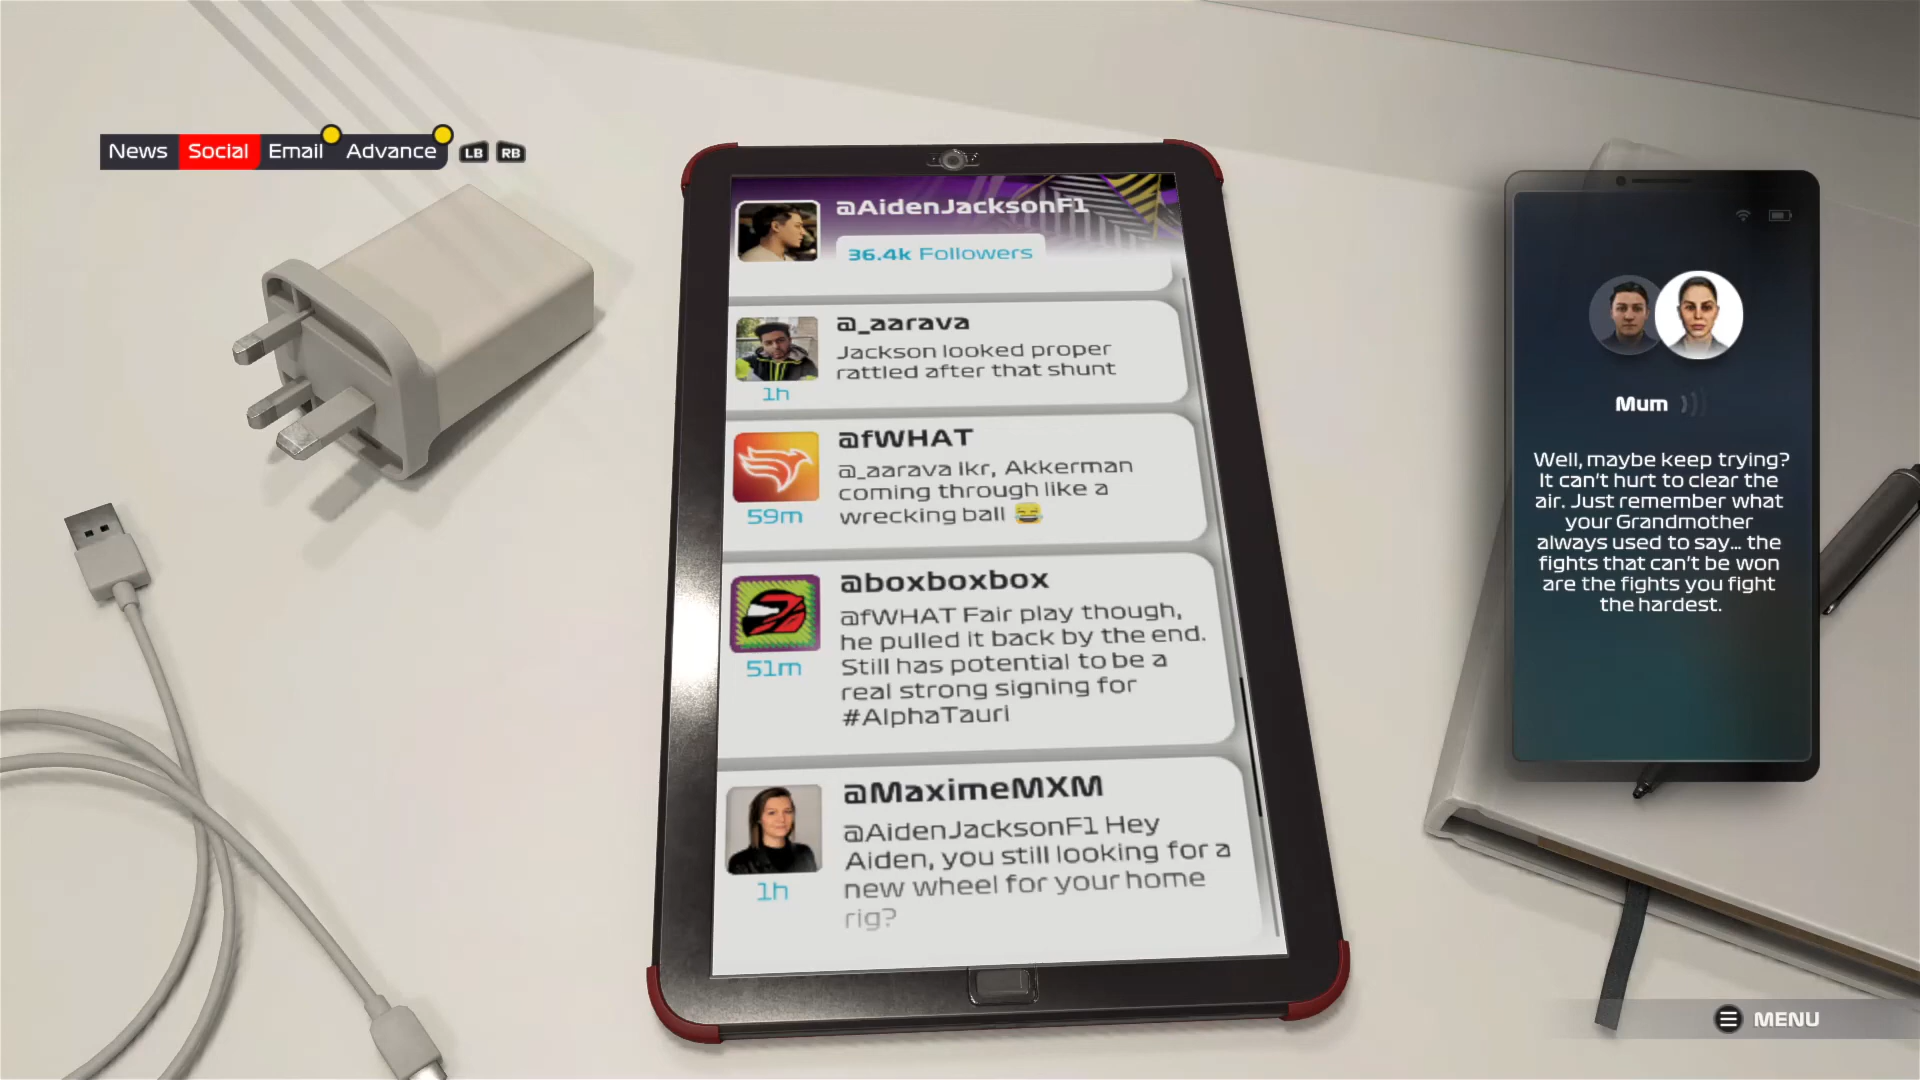 News Social Email Advance LB RB
@AidenJacksonF1
36.4k Followers
@_aarava
Jackson looked proper
rattled after that shunt
1h
@fWHAT
@_aarava ikr, Akkerman
coming through like a
wrecking ball 😂
59m
@boxboxbox
@fWHAT Fair play though,
he pulled it back by the end.
Still has potential to be a
real strong signing for
#AlphaTauri
51m
@MaximeMXM
@AidenJacksonF1 Hey
Aiden, you still looking for a
new wheel for your home
rig?
1h
Mum
Well, maybe keep trying?
It can't hurt to clear the
air. Just remember what
your Grandmother
always used to say... the
fights that can't be won
are the fights you fight
the hardest.
MENU